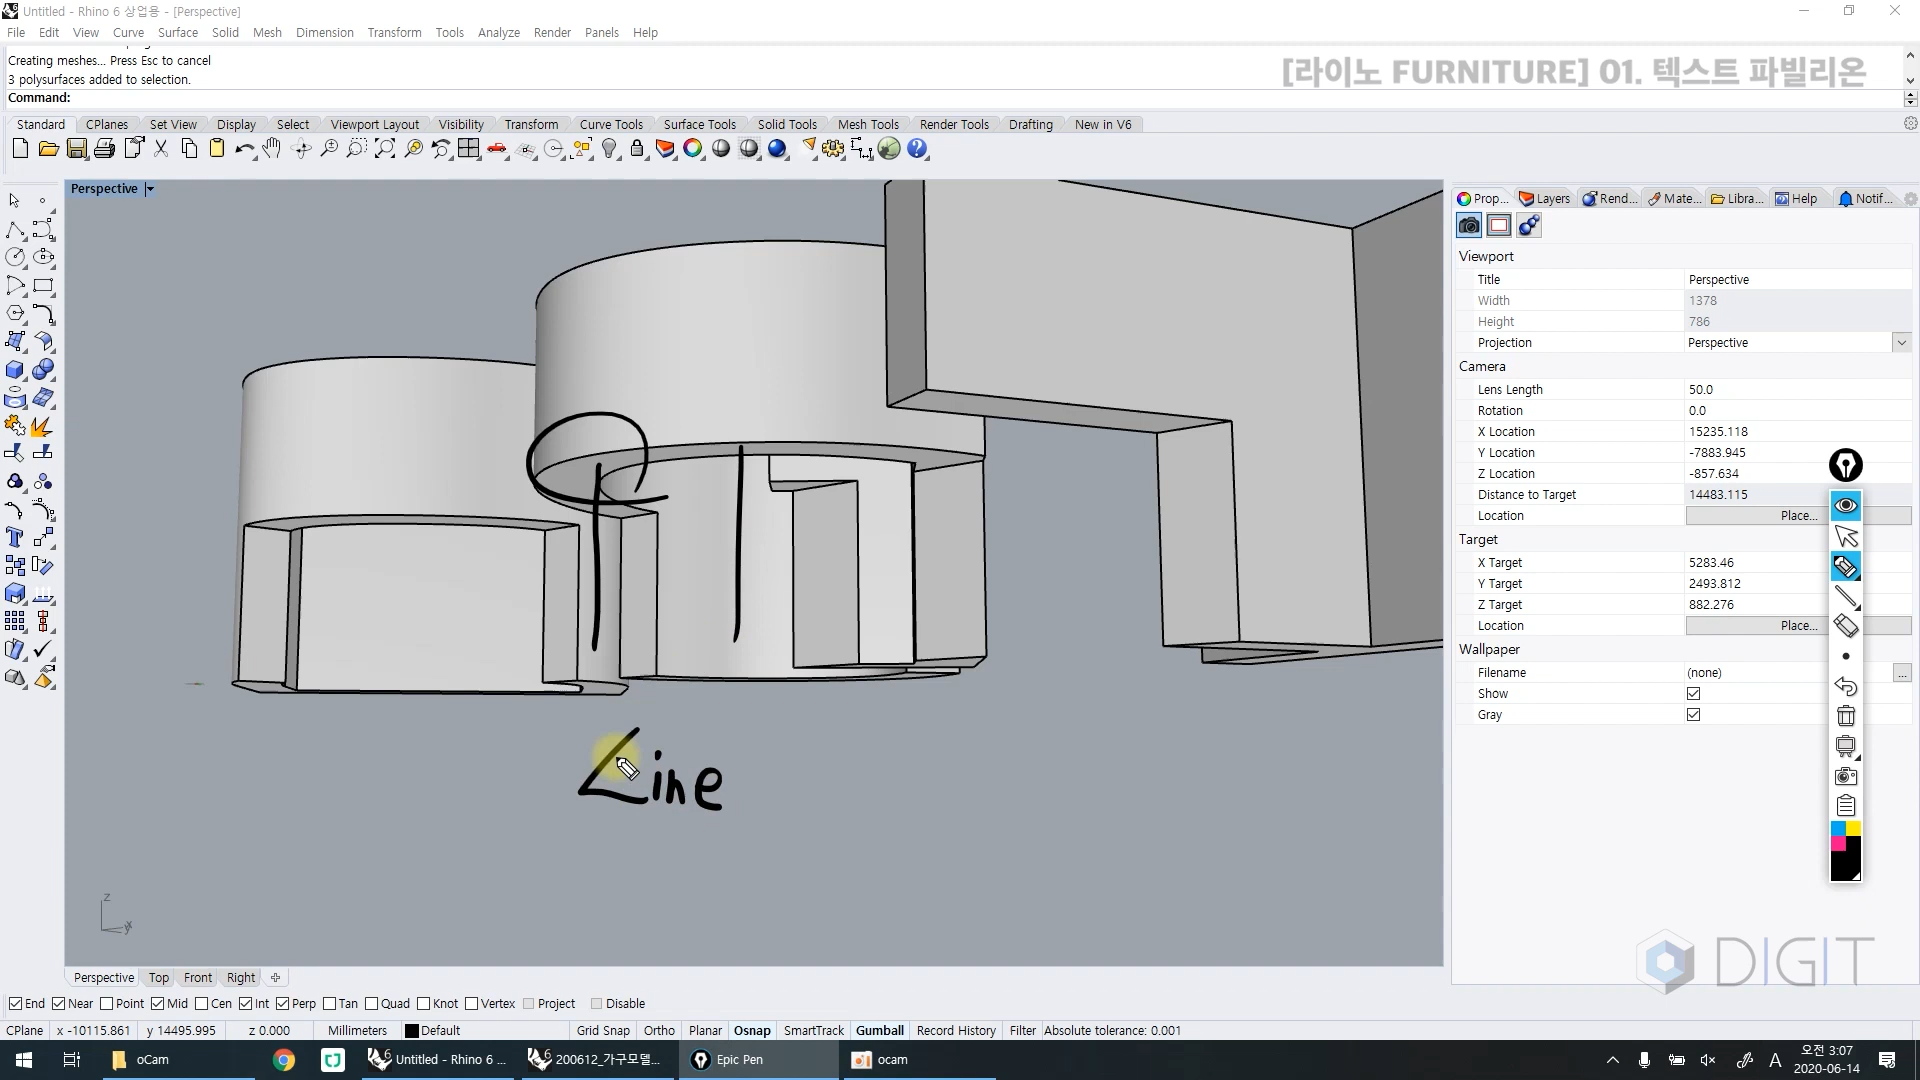 Untitled - Rhino 6 상업용 - [Perspective]
File Edit View Curve Surface Solid Mesh Dimension Transform Tools Analyze Render Panels Help
Creating meshes... Press Esc to cancel
3 polysurfaces added to selection.
Command:
[라이노 FURNITURE] 01. 텍스트 파빌리온
Standard CPlanes Set View Display Select Viewport Layout Visibility Transform Curve Tools Surface Tools Solid Tools Mesh Tools Render Tools Drafting New in V6
Perspective
Prop... Layers Rend... Mate... Libra... Help Notif...
Viewport
Title Perspective
Width 1378
Height 786
Projection Perspective
Camera
Lens Length 50.0
Rotation 0.0
X Location 15235.118
Y Location -7883.945
Z Location -857.634
Distance to Target 14483.115
Location Place...
Target
X Target 5283.46
Y Target 2493.812
Z Target 882.276
Location Place...
Wallpaper
Filename (none) ...
Show
Gray
Line
z
x
y
DIGIT
Perspective Top Front Right
End Near Point Mid Cen Int Perp Tan Quad Knot Vertex Project Disable
CPlane x -10115.861 y 14495.995 z 0.000 Millimeters Default Grid Snap Ortho Planar Osnap SmartTrack Gumball Record History Filter Absolute tolerance: 0.001
oCam Untitled - Rhino 6 ... 200612_가구모델... Epic Pen ocam A 오전 3:07
2020-06-14